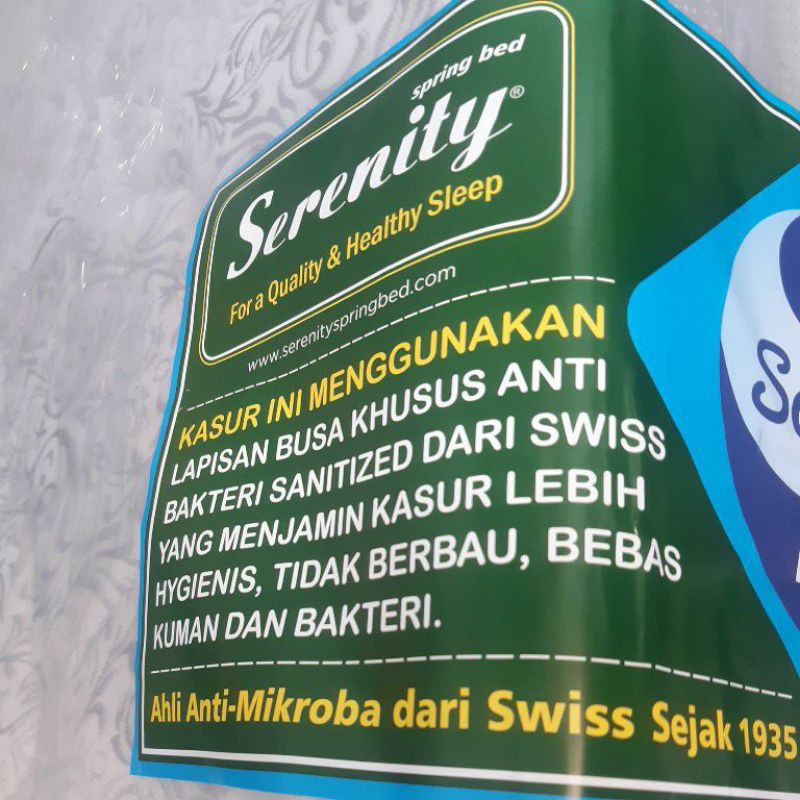 spring bed
Serenity®
For a Quality & Healthy Sleep
www.serenityspringbed.com
KASUR INI MENGGUNAKAN
LAPISAN BUSA KHUSUS ANTI
BAKTERI SANITIZED DARI SWISS
YANG MENJAMIN KASUR LEBIH
HYGIENIS, TIDAK BERBAU, BEBAS
KUMAN DAN BAKTERI.
Ahli Anti-Mikroba dari Swiss Sejak 1935